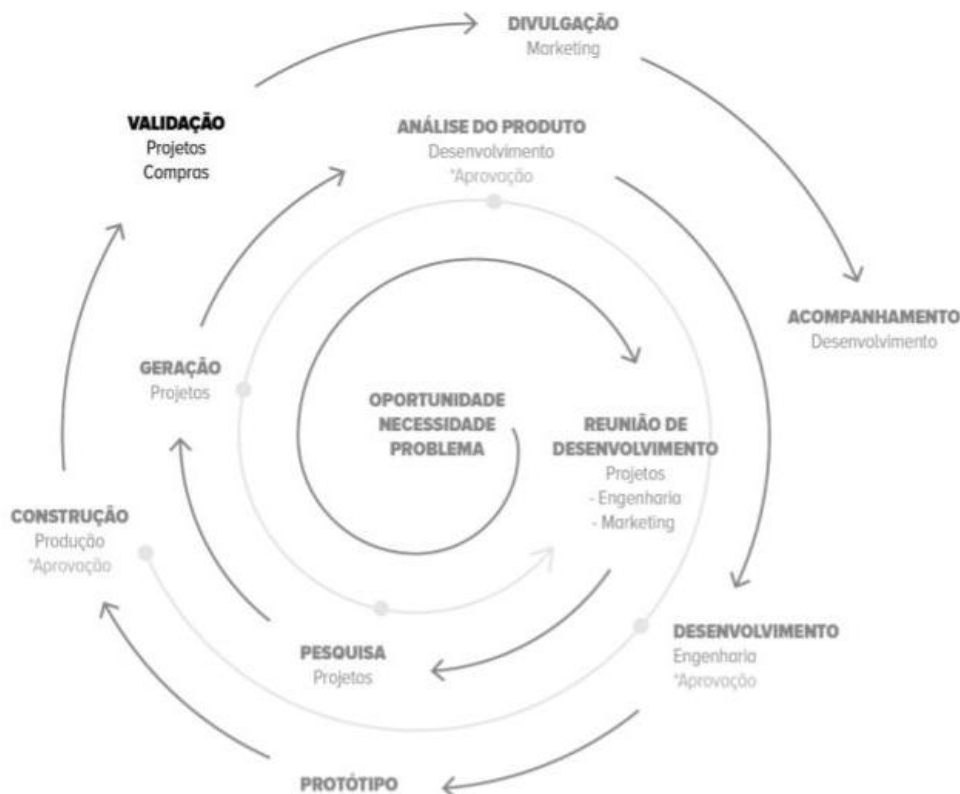 DIVULGAÇÃO
Marketing
VALIDAÇÃO
Projetos
Compras
ANÁLISE DO PRODUTO
Desenvolvimento
*Aprovação
ACOMPANHAMENTO
Desenvolvimento
GERAÇÃO
Projetos
OPORTUNIDADE
NECESSIDADE
PROBLEMA
REUNIÃO DE
DESENVOLVIMENTO
Projetos
- Engenharia
- Marketing
CONSTRUÇÃO
Produção
*Aprovação
PESQUISA
Projetos
DESENVOLVIMENTO
Engenharia
*Aprovação
PROTÓTIPO